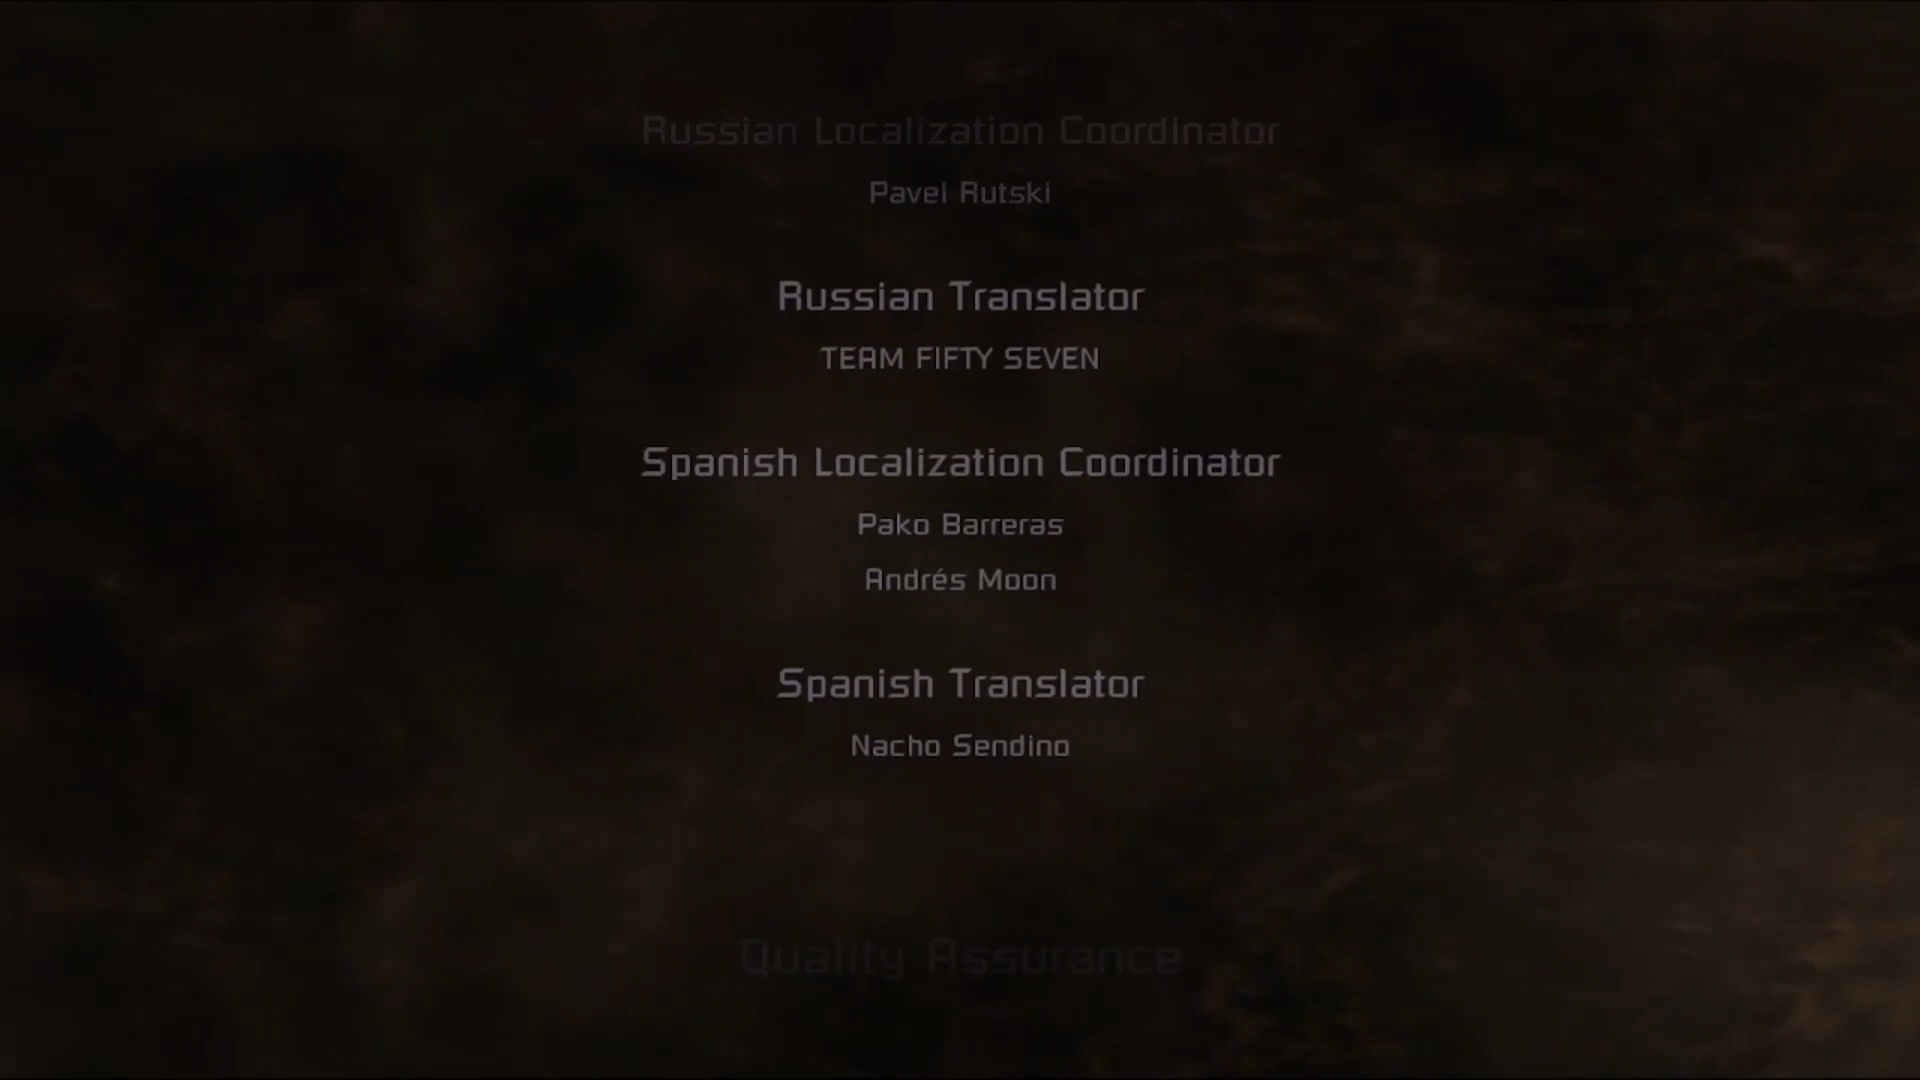 Russian Localization Coordinator
Pavel Rutski
Russian Translator
TEAM FIFTY SEVEN
Spanish Localization Coordinator
Pako Barreras
Andrés Moon
Spanish Translator
Nacho Sendino
Quality Assurance